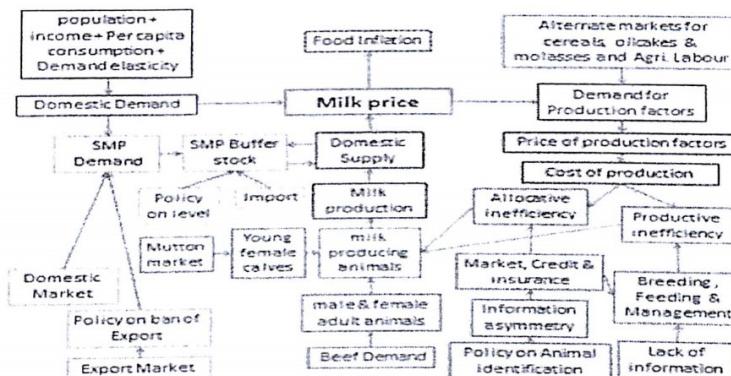 population+
income+ Per capita
consumption+
Demand elasticity
Food Inflation
Alternate markets for
cereals, oilcakes &
molasses and Agri. Labour
Domestic Demand
Milk price
Demand for
Production factors
SMP
Demand
SMP Buffer
stock
Domestic
Supply
Price of production factors
Cost of production
Policy
on level
Import
Milk
production
Allocative
inefficiency
Productive
inefficiency
Mutton
market
Young
female
calves
milk
producing
animals
Domestic
Market
Market, Credit &
insurance
Breeding,
Feeding &
Management
Policy on ban of
Export
male & female
adult animals
Information
asymmetry
Export Market
Beef Demand
Policy on Animal
identification
Lack of
information